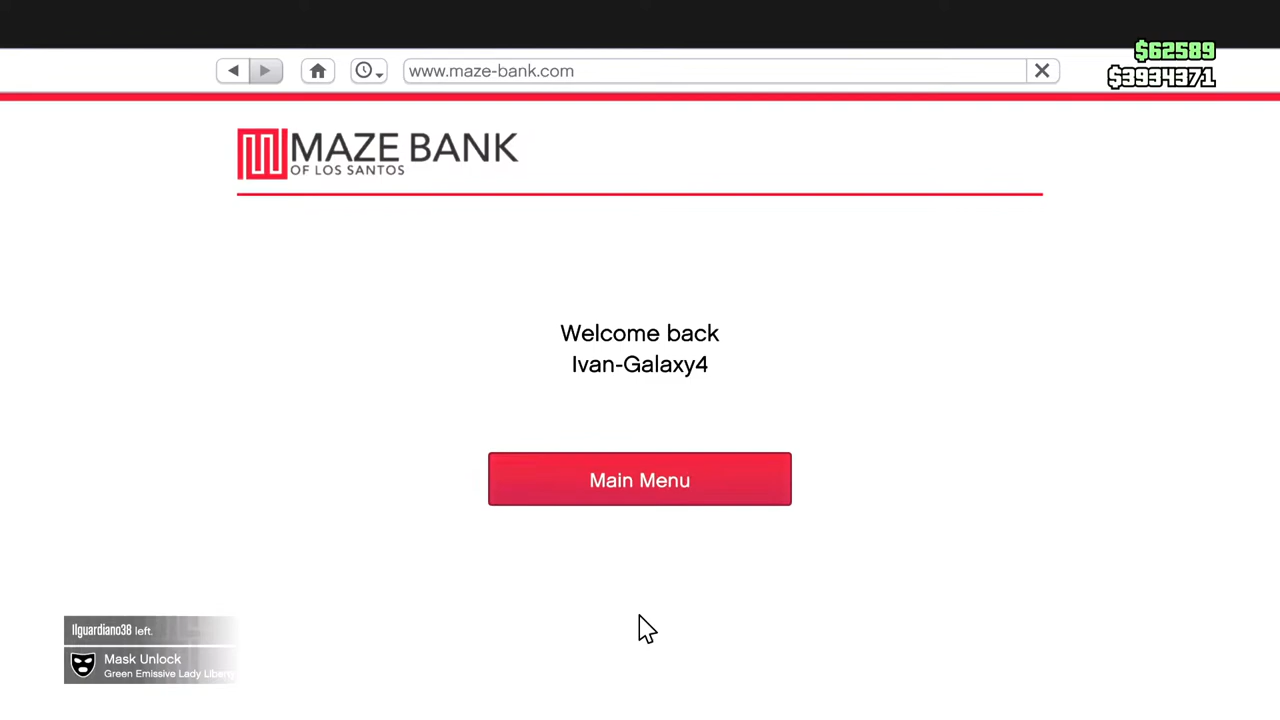 $62589
www.maze-bank.com
$3934371
MAZE BANK
OF LOS SANTOS
Welcome back
Ivan-Galaxy4
Main Menu
Ilguardiano38 left.
Mask Unlock
Green Emissive Lady Liberty